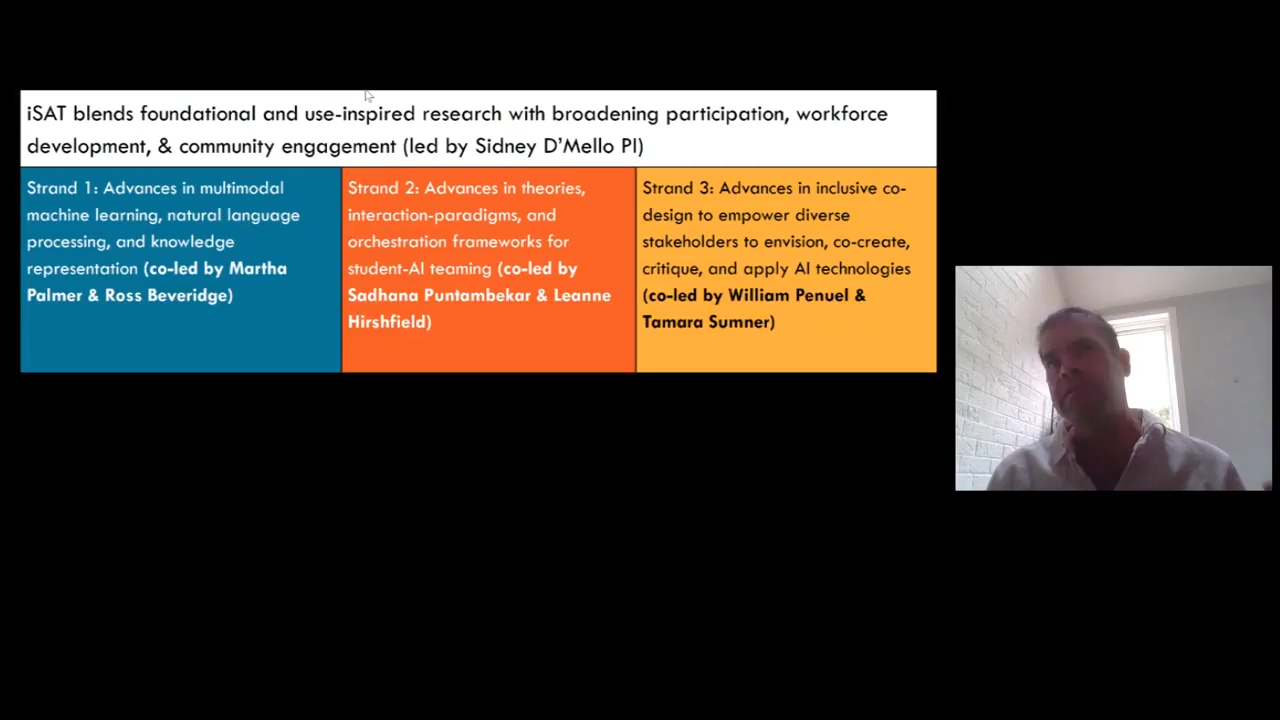 iSAT blends foundational and use-inspired research with broadening participation, workforce
development, & community engagement (led by Sidney D'Mello PI)
Strand 1: Advances in multimodal
machine learning, natural language
processing, and knowledge
representation (co-led by Martha
Palmer & Ross Beveridge)
Strand 2: Advances in theories,
interaction-paradigms, and
orchestration frameworks for
student-AI teaming (co-led by
Sadhana Puntambekar & Leanne
Hirshfield)
Strand 3: Advances in inclusive co-
design to empower diverse
stakeholders to envision, co-create,
critique, and apply AI technologies
(co-led by William Penuel &
Tamara Sumner)